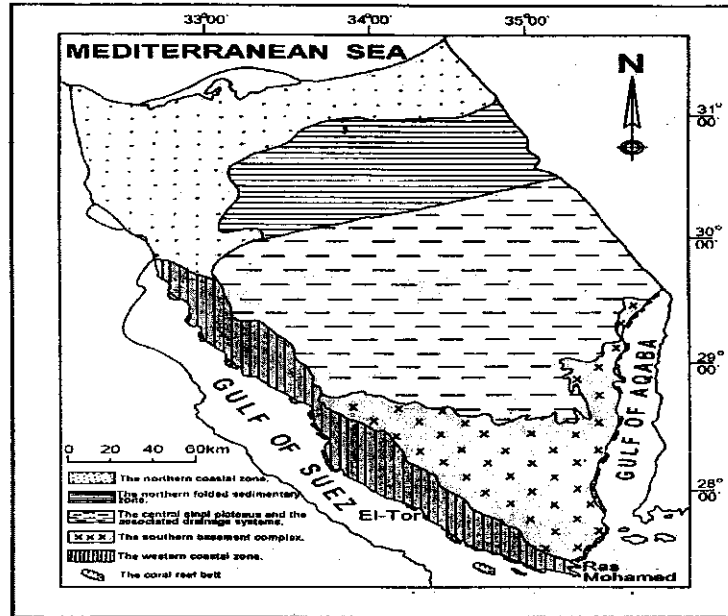 33°00' 34°00' 35°00'
MEDITERRANEAN SEA
N
31°00'
30°00'
29°00'
28°00'
GULF OF SUEZ
GULF OF AQABA
El-Tor
Ras
Mohamed
0 20 40 60km
The northern coastal zone.
The northern folded sedimentary
zone.
The central sinai plateaus and the
associated drainage systems.
The southern basement complex.
The western coastal zone.
The coral reef belt